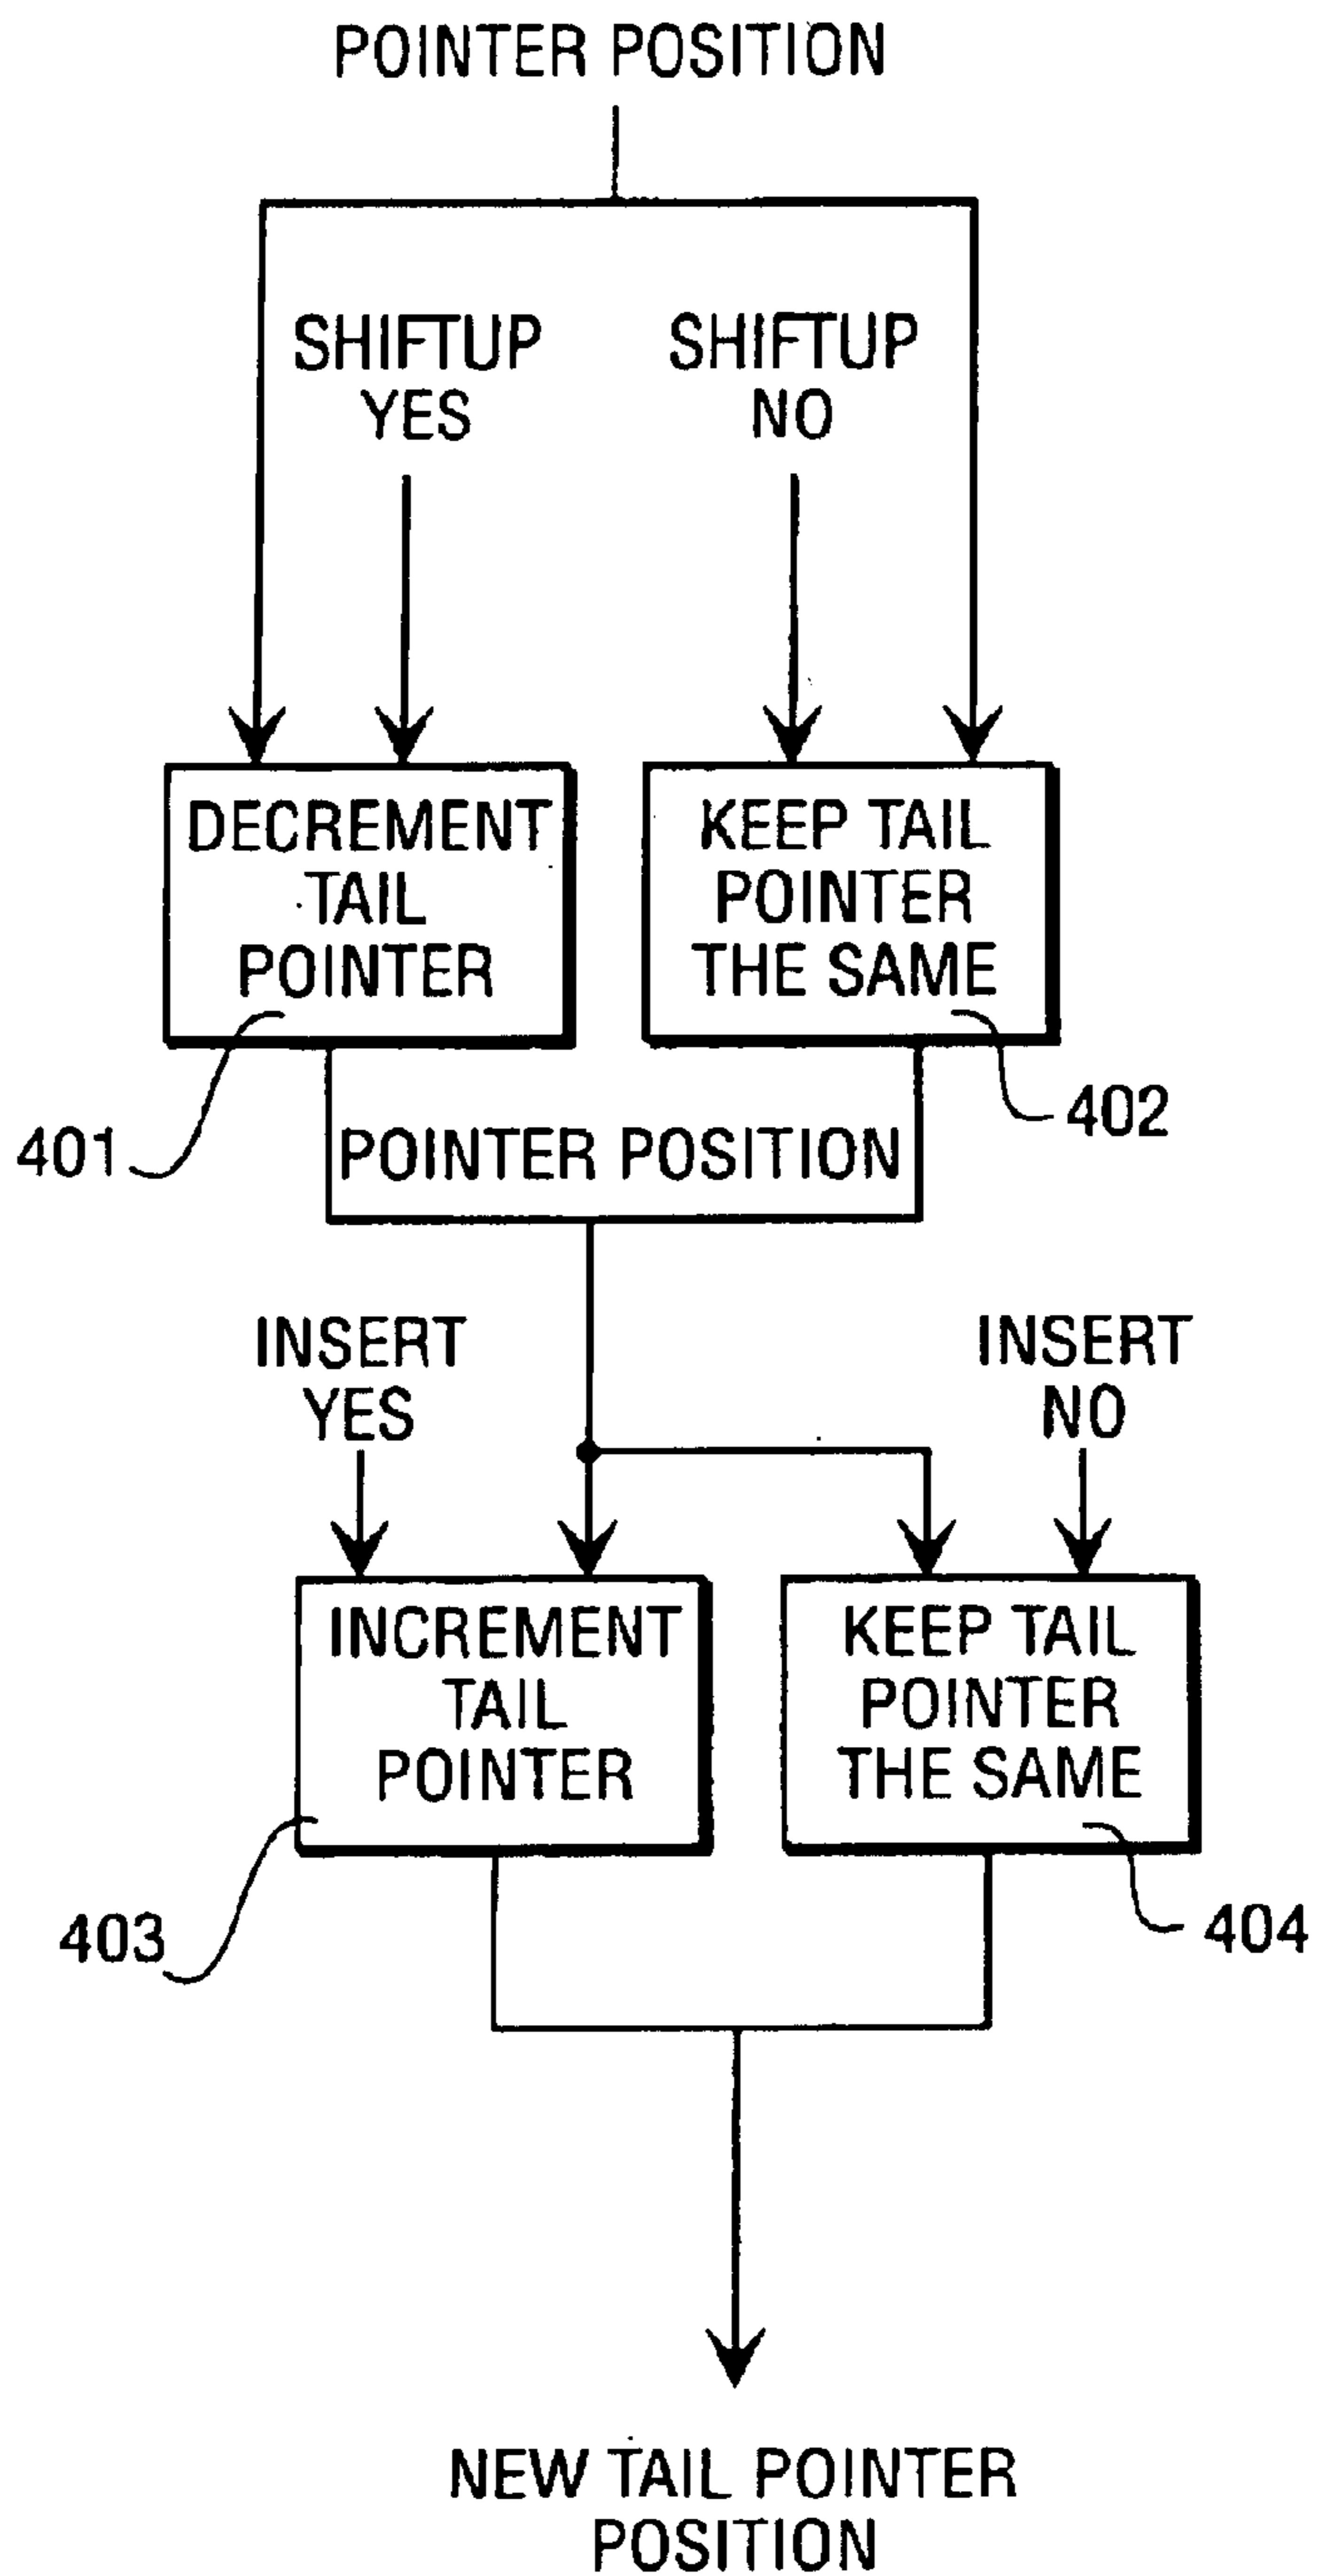 POINTER POSITION
SHIFTUP
YES
SHIFTUP
NO
DECREMENT
TAIL
POINTER
KEEP TAIL
POINTER
THE SAME
401
402
POINTER POSITION
INSERT
YES
INSERT
NO
INCREMENT
TAIL
POINTER
KEEP TAIL
POINTER
THE SAME
403
404
NEW TAIL POINTER
POSITION